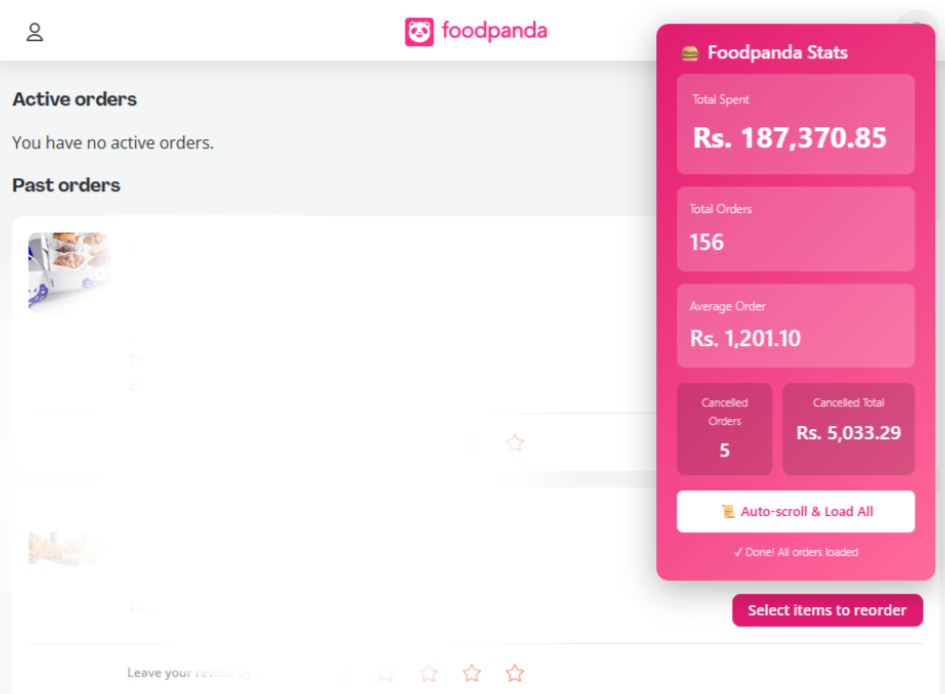 foodpanda
Active orders
You have no active orders.
Past orders
Leave your review
Select items to reorder
Foodpanda Stats
Total Spent
Rs. 187,370.85
Total Orders
156
Average Order
Rs. 1,201.10
Cancelled
Orders
5
Cancelled Total
Rs. 5,033.29
Auto-scroll & Load All
✓ Done! All orders loaded